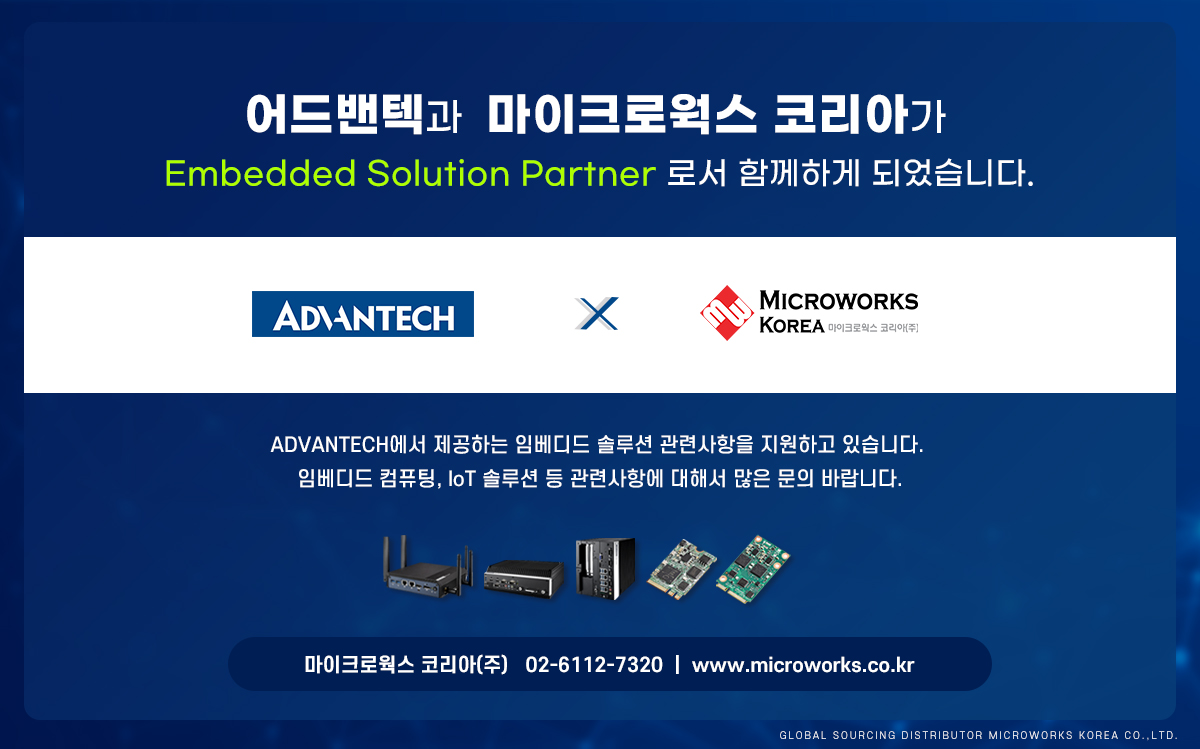 어드밴텍과 마이크로웍스 코리아가
Embedded Solution Partner 로서 함께하게 되었습니다.
ADVANTECH
MICROWORKS
KOREA 마이크로웍스 코리아(주)
ADVANTECH에서 제공하는 임베디드 솔루션 관련사항을 지원하고 있습니다.
임베디드 컴퓨팅, IoT 솔루션 등 관련사항에 대해서 많은 문의 바랍니다.
마이크로웍스 코리아(주) 02-6112-7320 | www.microworks.co.kr
GLOBAL SOURCING DISTRIBUTOR MICROWORKS KOREA CO.,LTD.